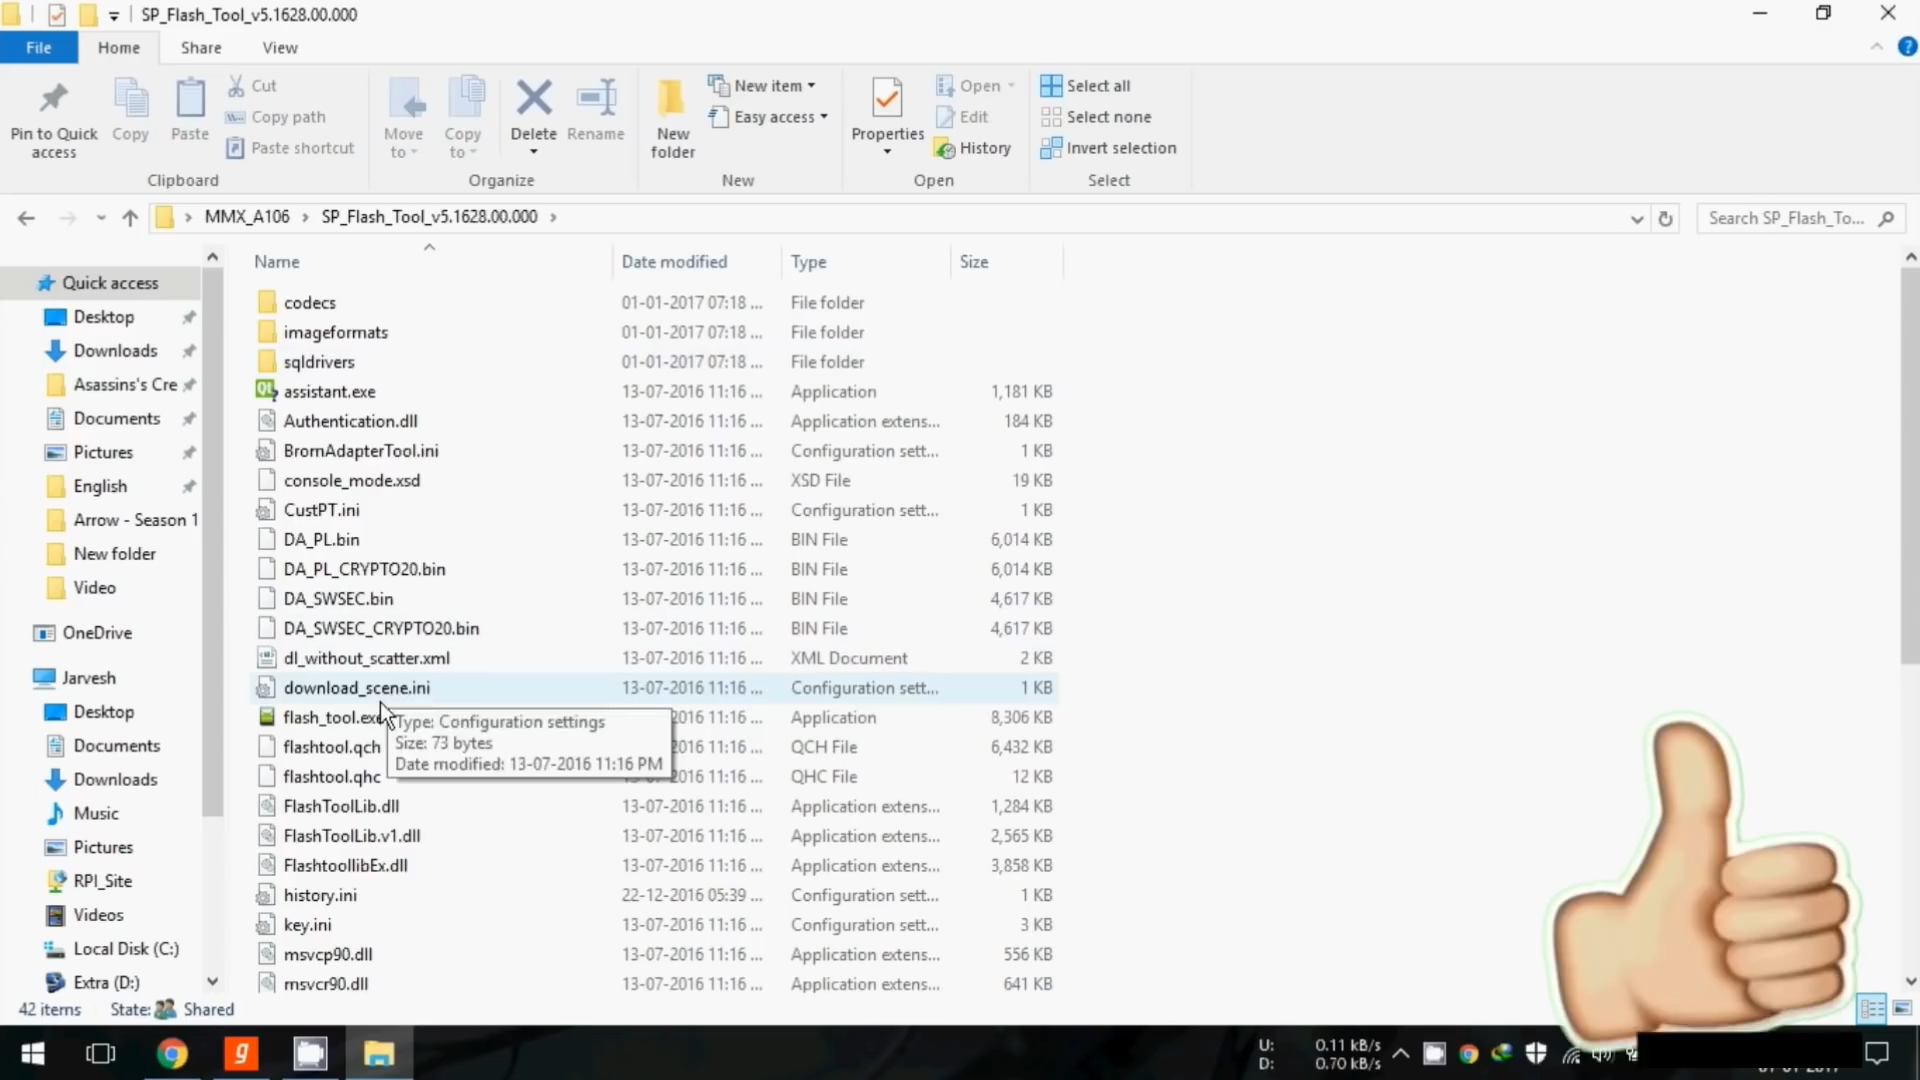 SP_Flash_Tool_v5.1628.00.000
File Home Share View
Pin to Quick access
Copy
Paste
Cut
Copy path
Paste shortcut
Clipboard
Move to
Copy to
Delete
Rename
Organize
New folder
New item
Easy access
New
Properties
Open
Edit
History
Open
Select all
Select none
Invert selection
Select
MMX_A106 > SP_Flash_Tool_v5.1628.00.000 >
Search SP_Flash_To...
Quick access
Desktop
Downloads
Asassins's Cre
Documents
Pictures
English
Arrow - Season 1
New folder
Video
OneDrive
Jarvesh
Desktop
Documents
Downloads
Music
Pictures
RPI_Site
Videos
Local Disk (C:)
Extra (D:)
Name Date modified Type Size
codecs 01-01-2017 07:18 ... File folder
imageformats 01-01-2017 07:18 ... File folder
sqldrivers 01-01-2017 07:18 ... File folder
assistant.exe 13-07-2016 11:16 ... Application 1,181 KB
Authentication.dll 13-07-2016 11:16 ... Application extens... 184 KB
BromAdapterTool.ini 13-07-2016 11:16 ... Configuration sett... 1 KB
console_mode.xsd 13-07-2016 11:16 ... XSD File 19 KB
CustPT.ini 13-07-2016 11:16 ... Configuration sett... 1 KB
DA_PL.bin 13-07-2016 11:16 ... BIN File 6,014 KB
DA_PL_CRYPTO20.bin 13-07-2016 11:16 ... BIN File 6,014 KB
DA_SWSEC.bin 13-07-2016 11:16 ... BIN File 4,617 KB
DA_SWSEC_CRYPTO20.bin 13-07-2016 11:16 ... BIN File 4,617 KB
dl_without_scatter.xml 13-07-2016 11:16 ... XML Document 2 KB
download_scene.ini 13-07-2016 11:16 ... Configuration sett... 1 KB
flash_tool.exe 13-07-2016 11:16 ... Application 8,306 KB
flashtool.qch 13-07-2016 11:16 ... QCH File 6,432 KB
flashtool.qhc 13-07-2016 11:16 ... QHC File 12 KB
Type: Configuration settings
Size: 73 bytes
Date modified: 13-07-2016 11:16 PM
FlashToolLib.dll 13-07-2016 11:16 ... Application extens... 1,284 KB
FlashToolLib.v1.dll 13-07-2016 11:16 ... Application extens... 2,565 KB
FlashtoollibEx.dll 13-07-2016 11:16 ... Application extens... 3,858 KB
history.ini 22-12-2016 05:39 ... Configuration sett... 1 KB
key.ini 13-07-2016 11:16 ... Configuration sett... 3 KB
msvcp90.dll 13-07-2016 11:16 ... Application extens... 556 KB
msvcr90.dll 13-07-2016 11:16 ... Application extens... 641 KB
42 items State: Shared
U: 0.11 kB/s
D: 0.70 kB/s